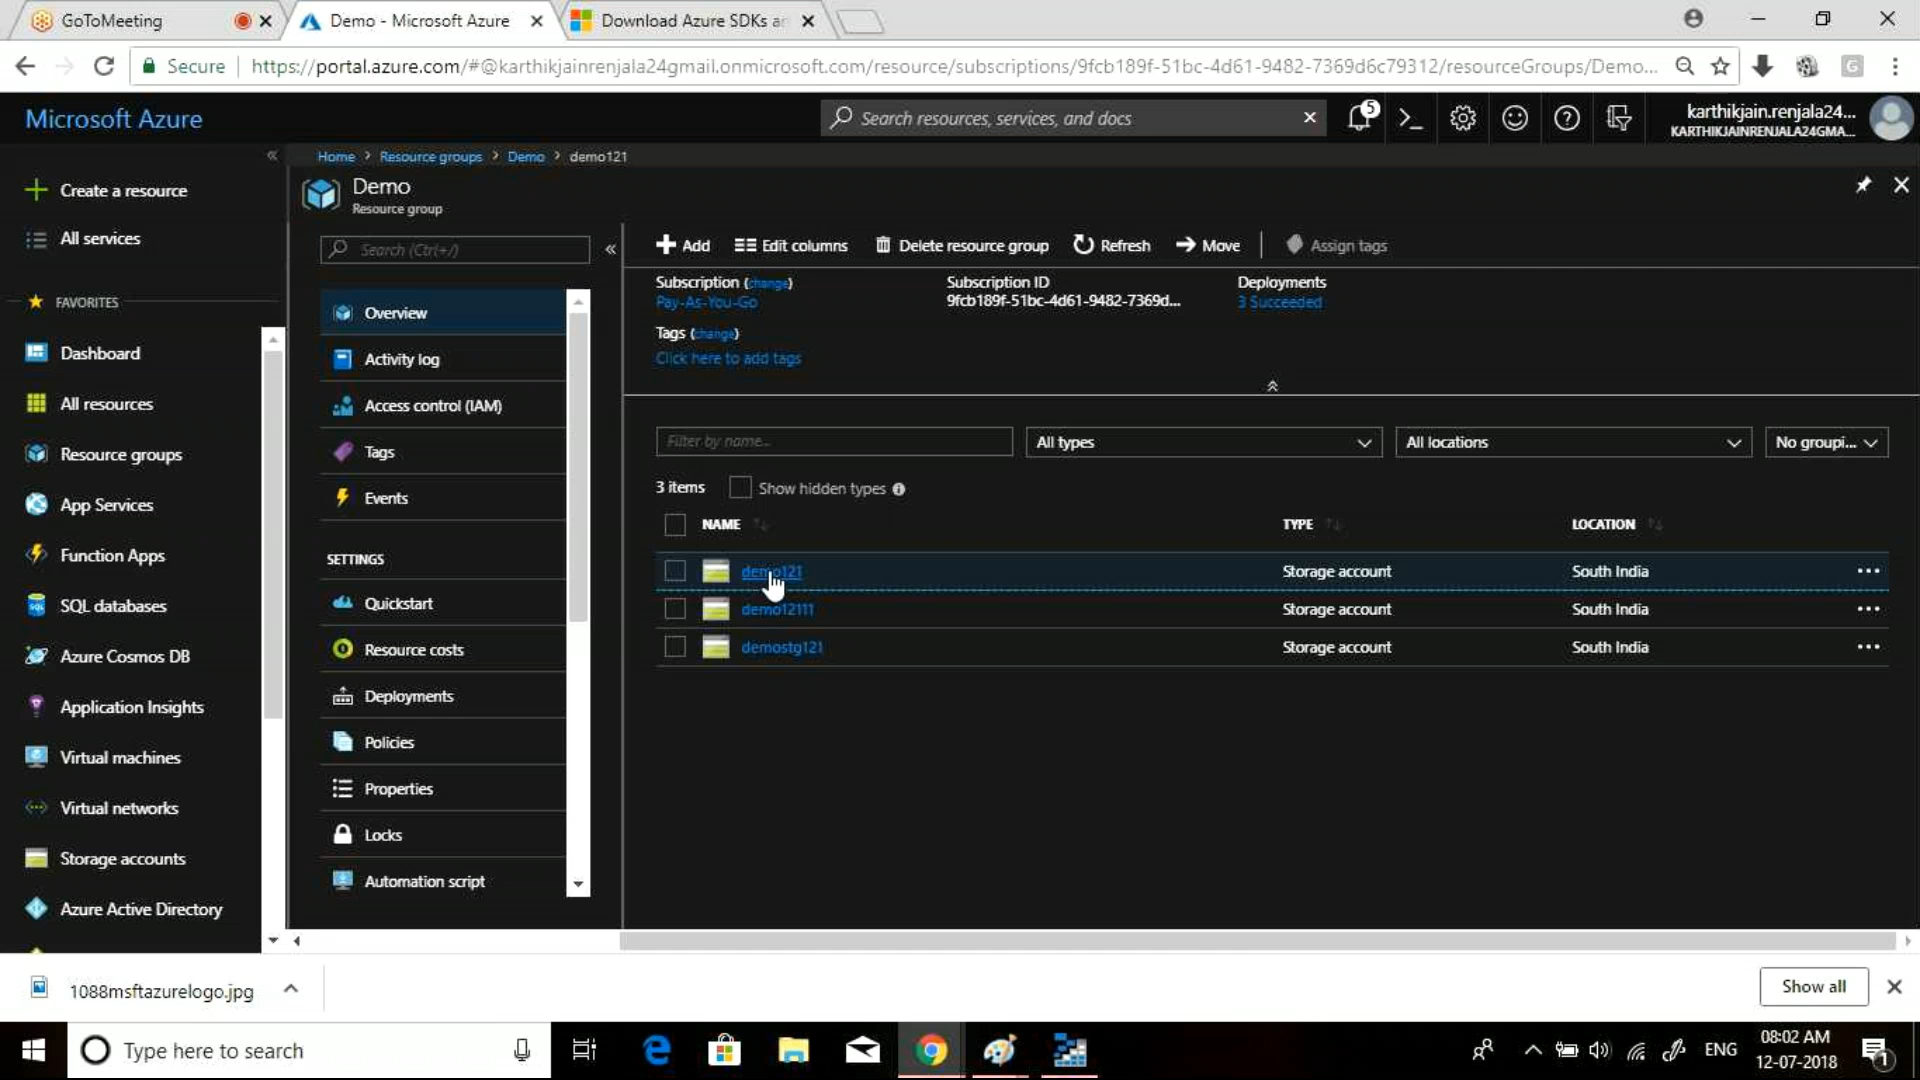 GoToMeeting
Demo - Microsoft Azure
Download Azure SDKs an
Secure
https://portal.azure.com/#@karthikjainrenjala24gmail.onmicrosoft.com/resource/subscriptions/9fcb189f-51bc-4d61-9482-7369d6c79312/resourceGroups/Demo...
Microsoft Azure
Search resources, services, and docs
5
karthikjain.renjala24...
KARTHIKJAINRENJALA24GMA...
Home > Resource groups > Demo > demo121
Create a resource
All services
FAVORITES
Dashboard
All resources
Resource groups
App Services
Function Apps
SQL databases
Azure Cosmos DB
Application Insights
Virtual machines
Virtual networks
Storage accounts
Azure Active Directory
Demo
Resource group
Search (Ctrl+/)
Overview
Activity log
Access control (IAM)
Tags
Events
SETTINGS
Quickstart
Resource costs
Deployments
Policies
Properties
Locks
Automation script
Add Edit columns Delete resource group Refresh Move Assign tags
Subscription (change) Subscription ID Deployments
Pay-As-You-Go 9fcb189f-51bc-4d61-9482-7369d... 3 Succeeded
Tags (change)
Click here to add tags
Filter by name... All types All locations No groupi...
3 items Show hidden types
NAME TYPE LOCATION
demo121 Storage account South India
demo12111 Storage account South India
demostg121 Storage account South India
1088msftazurelogo.jpg
Show all
Type here to search
ENG
08:02 AM
12-07-2018
1